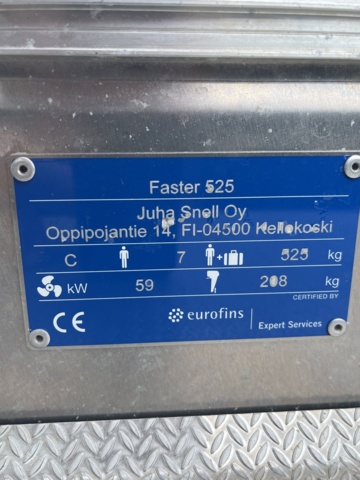 Faster 525
Juha Snell Oy
Oppipojantie 14, FI-04500 Kellokoski
C 7 + 525 kg
kW 59 208 kg
CERTIFIED BY
CE eurofins | Expert Services